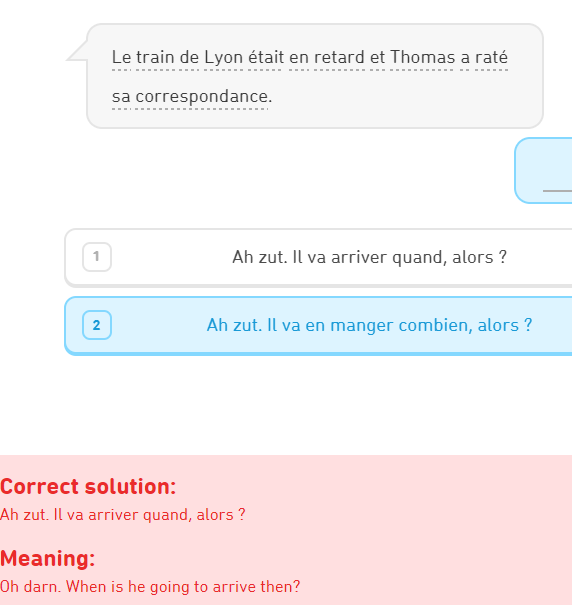 Le train de Lyon était en retard et Thomas a raté
sa correspondance.
1
Ah zut. Il va arriver quand, alors ?
2
Ah zut. Il va en manger combien, alors ?
Correct solution:
Ah zut. Il va arriver quand, alors ?
Meaning:
Oh darn. When is he going to arrive then?